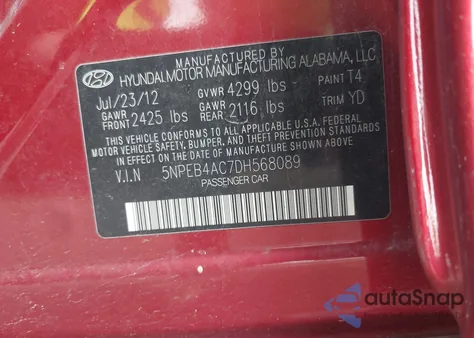 MANUFACTURED BY
HYUNDAI MOTOR MANUFACTURING ALABAMA, LLC
Jul/23/12 GVWR 4299 lbs PAINT T4
GAWR FRONT 2425 lbs GAWR REAR 2116 lbs TRIM YD
THIS VEHICLE CONFORMS TO ALL APPLICABLE U.S.A. FEDERAL
MOTOR VEHICLE SAFETY, BUMPER, AND THEFT PREVENTION
STANDARDS IN EFFECT ON THE DATE OF MANUFACTURE SHOWN ABOVE.
V.I.N 5NPEB4AC7DH568089
PASSENGER CAR
autoSnap